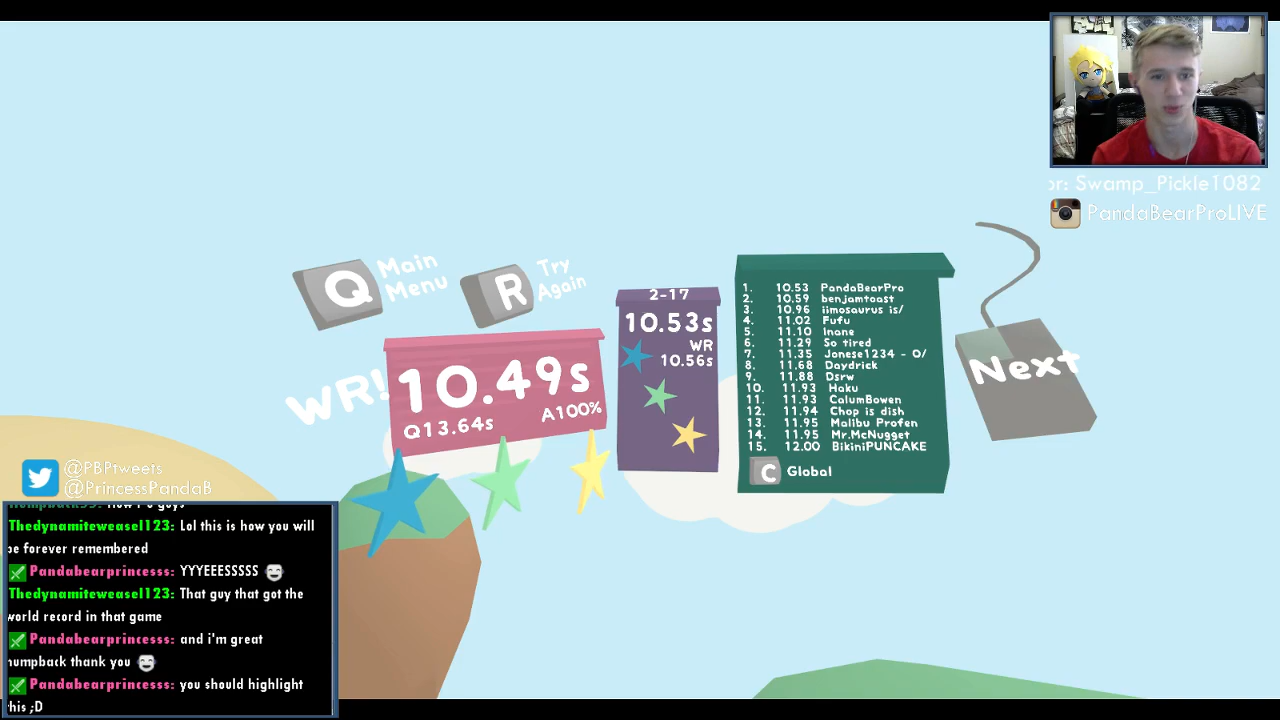 or: Swamp_Pickle1082
PandaBearProLIVE
Q Main Menu
R Try Again
WR!
10.49s
Q13.64s A100%
2-17
10.53s
WR
10.56s
1. 10.53 PandaBearPro
2. 10.59 benjamtoast
3. 10.96 iimosaurus is/
4. 11.02 Fufu
5. 11.10 Inane
6. 11.29 So tired
7. 11.35 Jonese1234 - O/
8. 11.68 Daydrick
9. 11.88 Dsrw
10. 11.93 Haku
11. 11.93 CalumBowen
12. 11.94 Chop is dish
13. 11.95 Malibu Profen
14. 11.95 Mr.McNugget
15. 12.00 BikiniPUNCAKE
C Global
Next
@PBPtweets
@PrincessPandaB
Thedynamiteweasel123: Lol this is how you will
be forever remembered
Pandabearprincesss: YYYEEESSSSS
Thedynamiteweasel123: That guy that got the
world record in that game
Pandabearprincesss: and i'm great
humpback thank you
Pandabearprincesss: you should highlight
this ;D